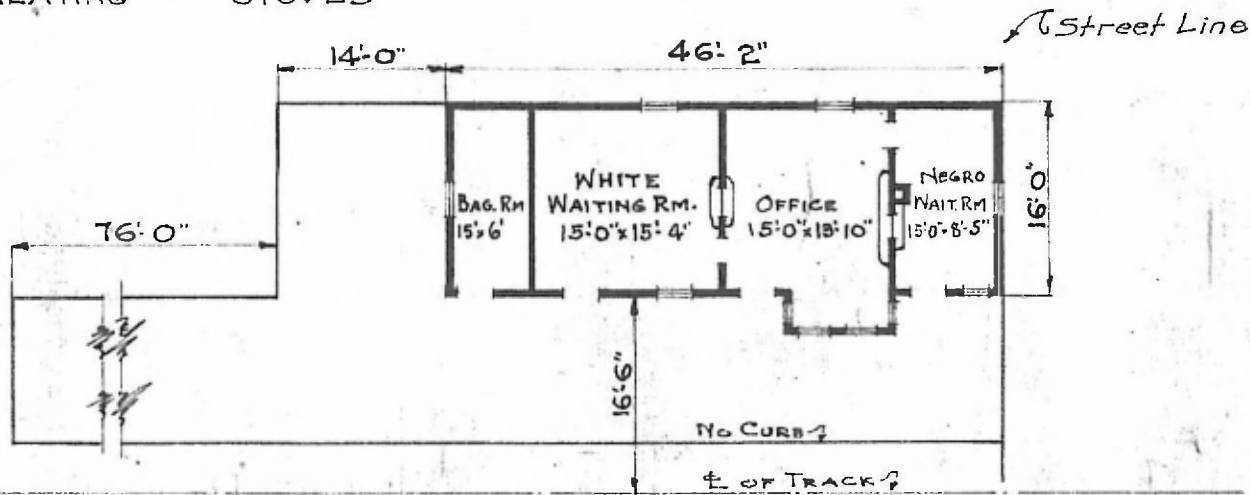 HEATING STOVES
Street Line
14'-0"
46'-2"
76'-0"
BAG. RM
15'x6'
WHITE
WAITING RM.
15'-0"x15'-4"
OFFICE
15'-0"x13'-10"
NEGRO
WAIT. RM
15'-0"x8'-5"
16'-0"
16'-6"
NO CURB
℄ OF TRACK